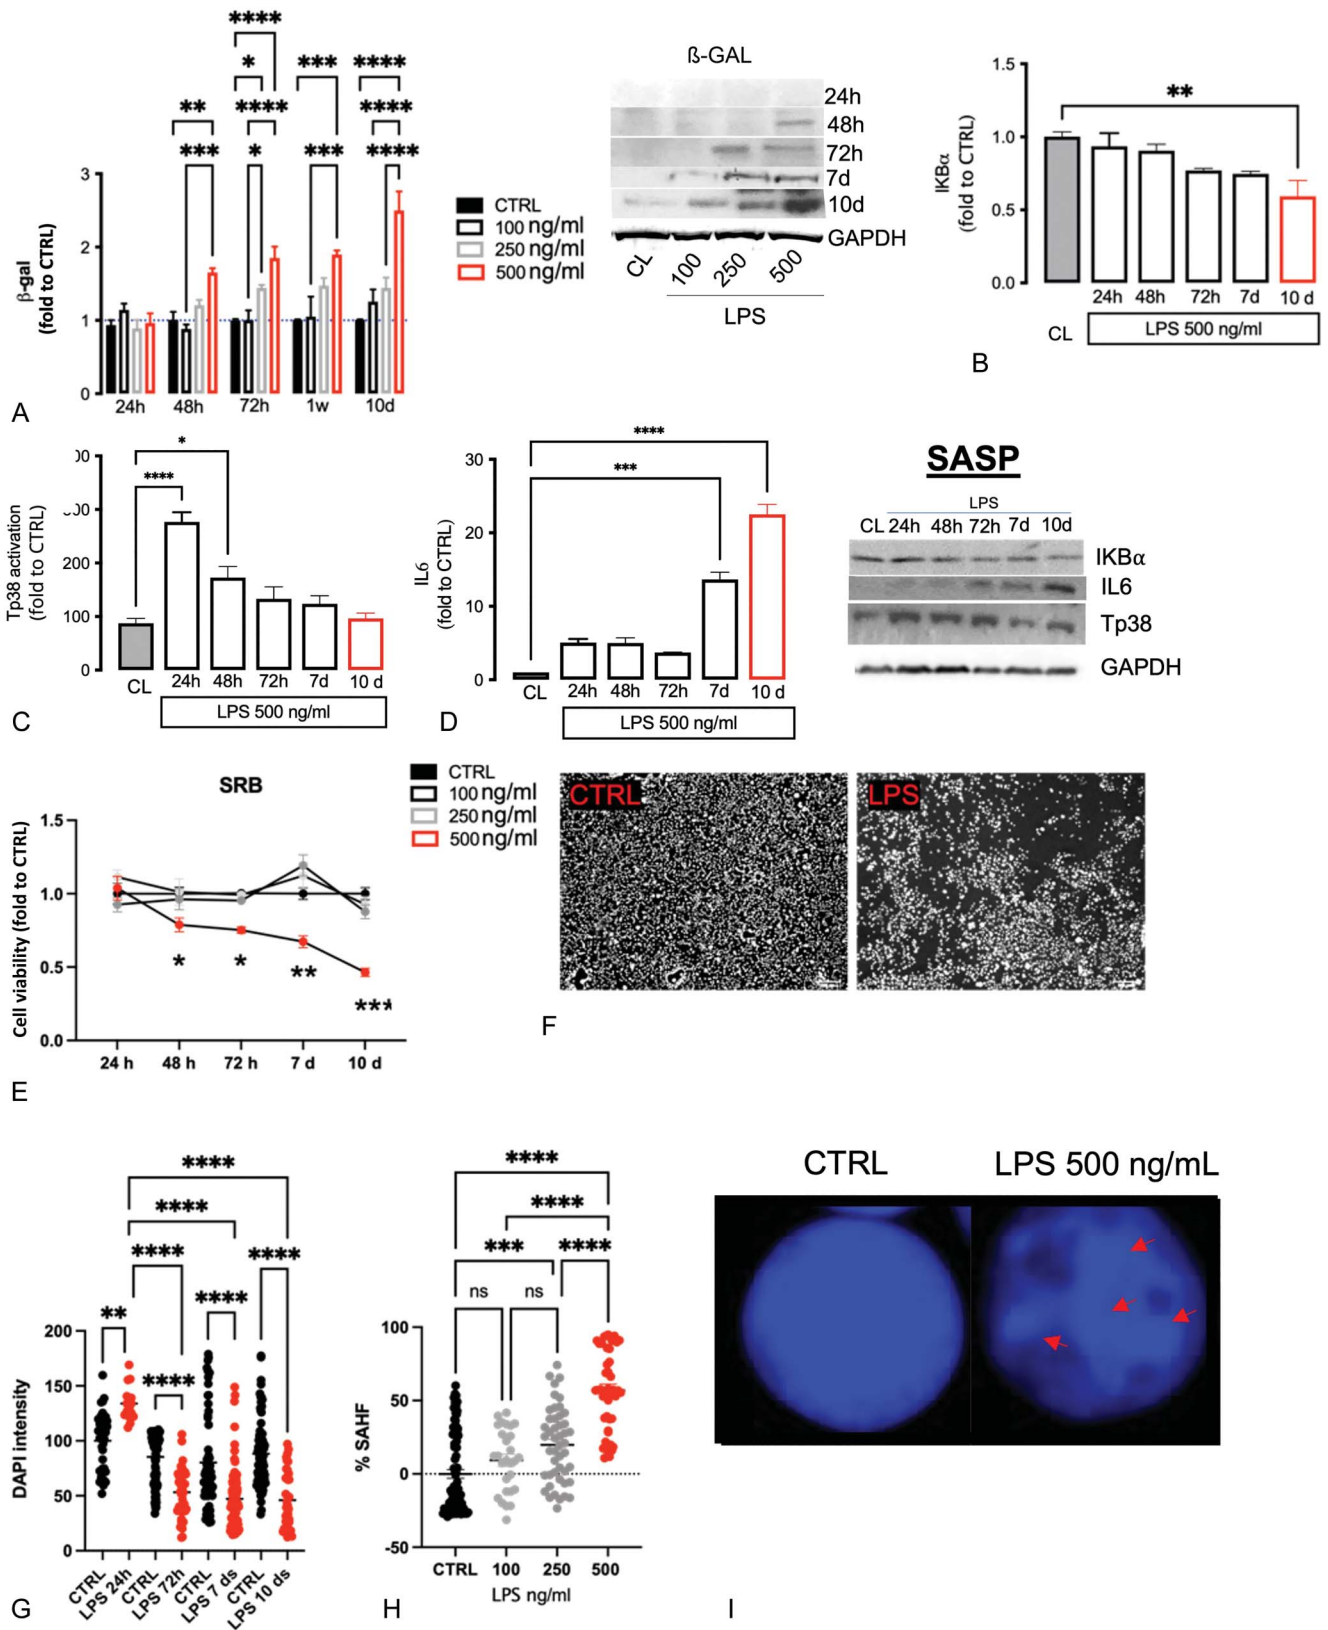 ****
* *** ****
** **** ****
*** * *** ****
3
2
1
0
β-gal
(fold to CTRL)
24h 48h 72h 1w 10d
CTRL
100 ng/ml
250 ng/ml
500 ng/ml
A
ß-GAL
24h
48h
72h
7d
10d
GAPDH
CL 100 250 500
LPS
1.5
1.0
0.5
0.0
IKBα
(fold to CTRL)
**
24h 48h 72h 7d 10 d
CL
LPS 500 ng/ml
B
Tp38 activation
(fold to CTRL)
200
100
0
*
****
CL 24h 48h 72h 7d 10 d
LPS 500 ng/ml
C
IL6
(fold to CTRL)
30
20
10
0
****
***
CL 24h 48h 72h 7d 10 d
LPS 500 ng/ml
D
SASP
LPS
CL 24h 48h 72h 7d 10d
IKBα
IL6
Tp38
GAPDH
SRB
Cell viability (fold to CTRL)
1.5
1.0
0.5
0.0
* * ** ***
24 h 48 h 72 h 7 d 10 d
E
CTRL
100 ng/ml
250 ng/ml
500 ng/ml
CTRL
LPS
F
****
****
**** ****
** ****
****
DAPI intensity
200
150
100
50
0
CTRL LPS 24h CTRL LPS 72h CTRL LPS 7 ds CTRL LPS 10 ds
G
****
****
*** ****
ns ns
% SAHF
100
50
0
-50
CTRL 100 250 500
LPS ng/ml
H
CTRL LPS 500 ng/mL
I